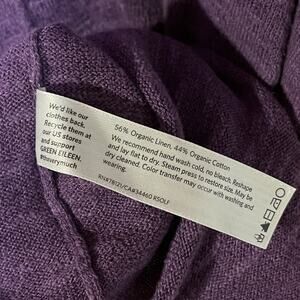 We'd like our
clothes back.
Recycle them at
our US stores
and support
GREEN EILEEN.
#moreverymuch
56% Organic Linen, 44% Organic Cotton
We recommend hand wash cold, no bleach. Reshape
and lay flat to dry. Steam press to restore size. May be
dry cleaned. Color transfer may occur with washing and
wearing.